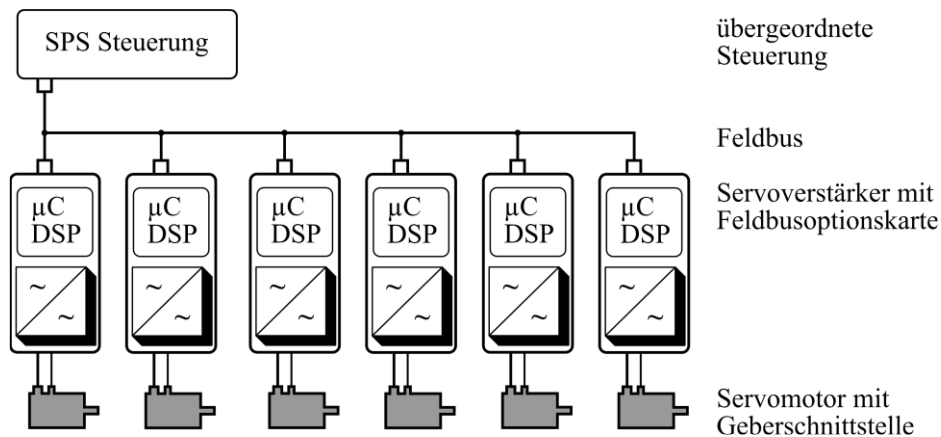 SPS Steuerung
übergeordnete
Steuerung
Feldbus
µC µC µC µC µC µC
DSP DSP DSP DSP DSP DSP
Servoverstärker mit
Feldbusoptionskarte
~ ~ ~ ~ ~ ~
~ ~ ~ ~ ~ ~
Servomotor mit
Geberschnittstelle